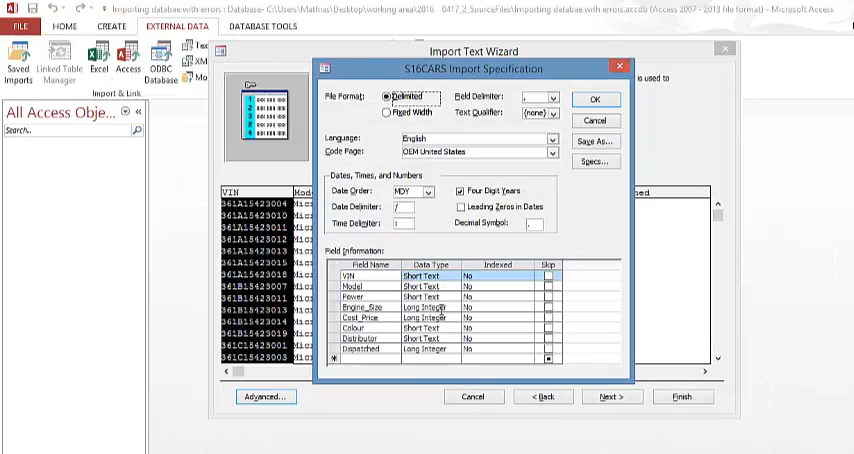 Importing databae with errors : Database- C:\Users\Mathias\Desktop\working area\2016 0417_2_SourceFiles\Importing databae with errors.accdb (Access 2007 - 2013 file format) - Microsoft Access
FILE HOME CREATE EXTERNAL DATA DATABASE TOOLS
Saved Imports
Linked Table Manager
Excel
Access
ODBC Database
Import & Link
All Access Obje...
Search...
Import Text Wizard
is used to
S16CARS Import Specification
File Format: Delimited Field Delimiter: , OK
Fixed Width Text Qualifier: {none} Cancel
Language: English Save As...
Code Page: OEM United States Specs...
Dates, Times, and Numbers
Date Order: MDY Four Digit Years
Date Delimiter: / Leading Zeros in Dates
Time Delimiter: : Decimal Symbol: .
Field Information:
Field Name Data Type Indexed Skip
VIN Short Text No
Model Short Text No
Power Short Text No
Engine_Size Long Integer No
Cost_Price Long Integer No
Colour Short Text No
Distributor Short Text No
Dispatched Long Integer No
VIN
361A15423004
361A15423010
361A15423011
361A15423012
361A15423013
361A15423015
361A15423018
361B15423007
361B15423011
361B15423013
361B15423014
361B15423019
361C15423001
361C15423003
Advanced... Cancel < Back Next > Finish